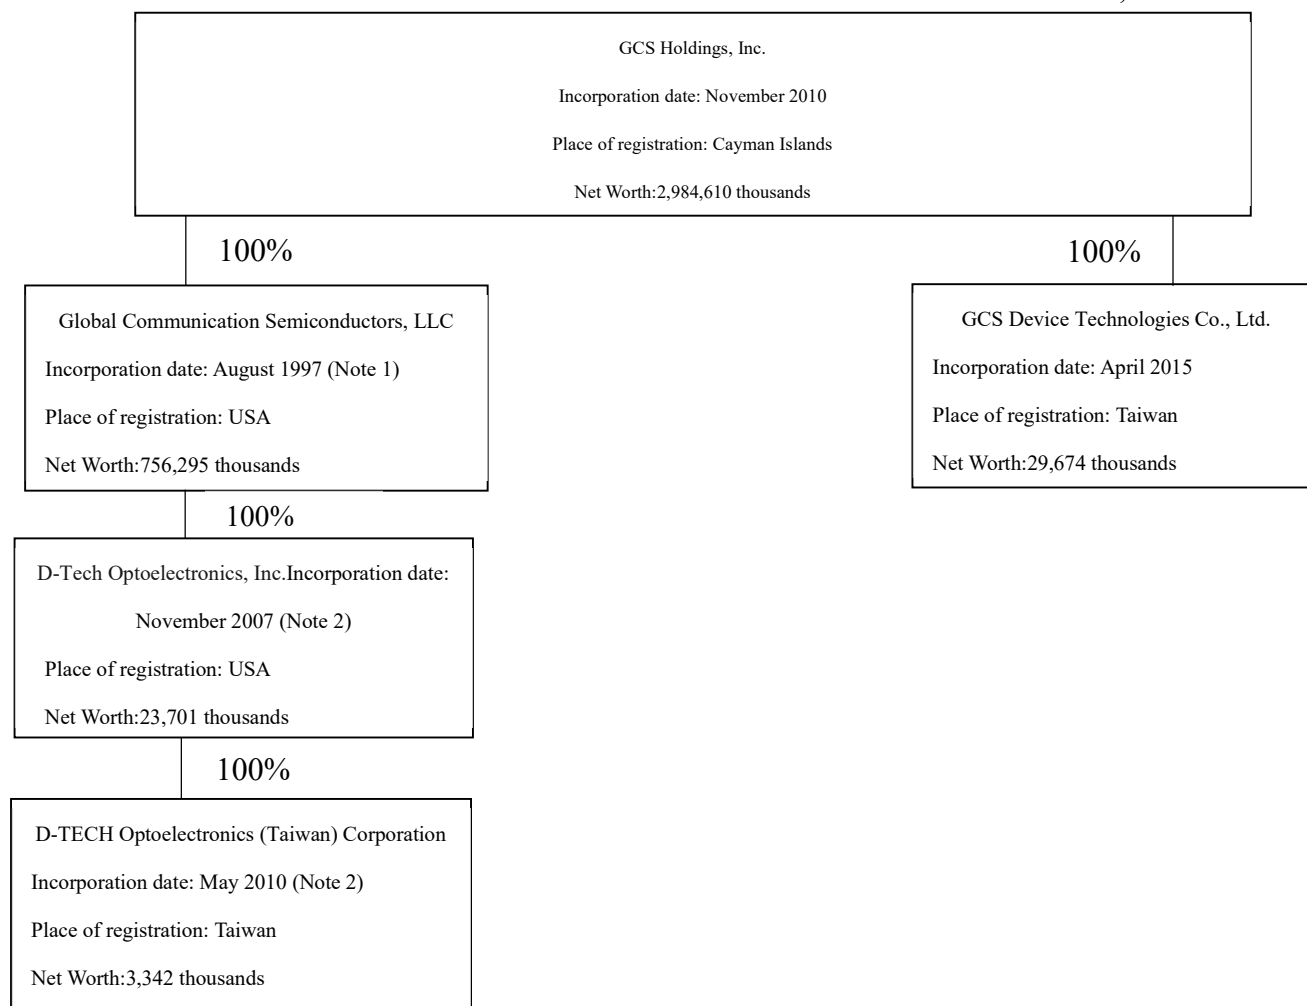 GCS Holdings, Inc.
Incorporation date: November 2010
Place of registration: Cayman Islands
Net Worth:2,984,610 thousands
100%
100%
Global Communication Semiconductors, LLC
Incorporation date: August 1997 (Note 1)
Place of registration: USA
Net Worth:756,295 thousands
GCS Device Technologies Co., Ltd.
Incorporation date: April 2015
Place of registration: Taiwan
Net Worth:29,674 thousands
100%
D-Tech Optoelectronics, Inc.Incorporation date:
November 2007 (Note 2)
Place of registration: USA
Net Worth:23,701 thousands
100%
D-TECH Optoelectronics (Taiwan) Corporation
Incorporation date: May 2010 (Note 2)
Place of registration: Taiwan
Net Worth:3,342 thousands